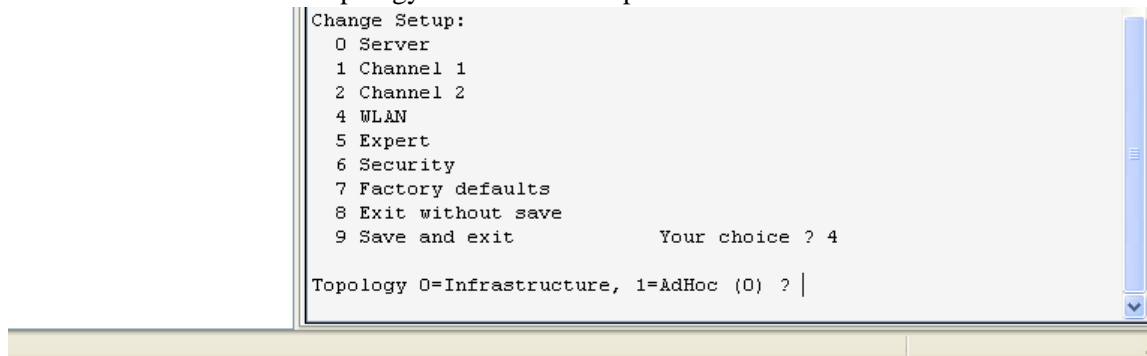 Change Setup:
0 Server
1 Channel 1
2 Channel 2
4 WLAN
5 Expert
6 Security
7 Factory defaults
8 Exit without save
9 Save and exit Your choice ? 4
Topology 0=Infrastructure, 1=AdHoc (0) ?